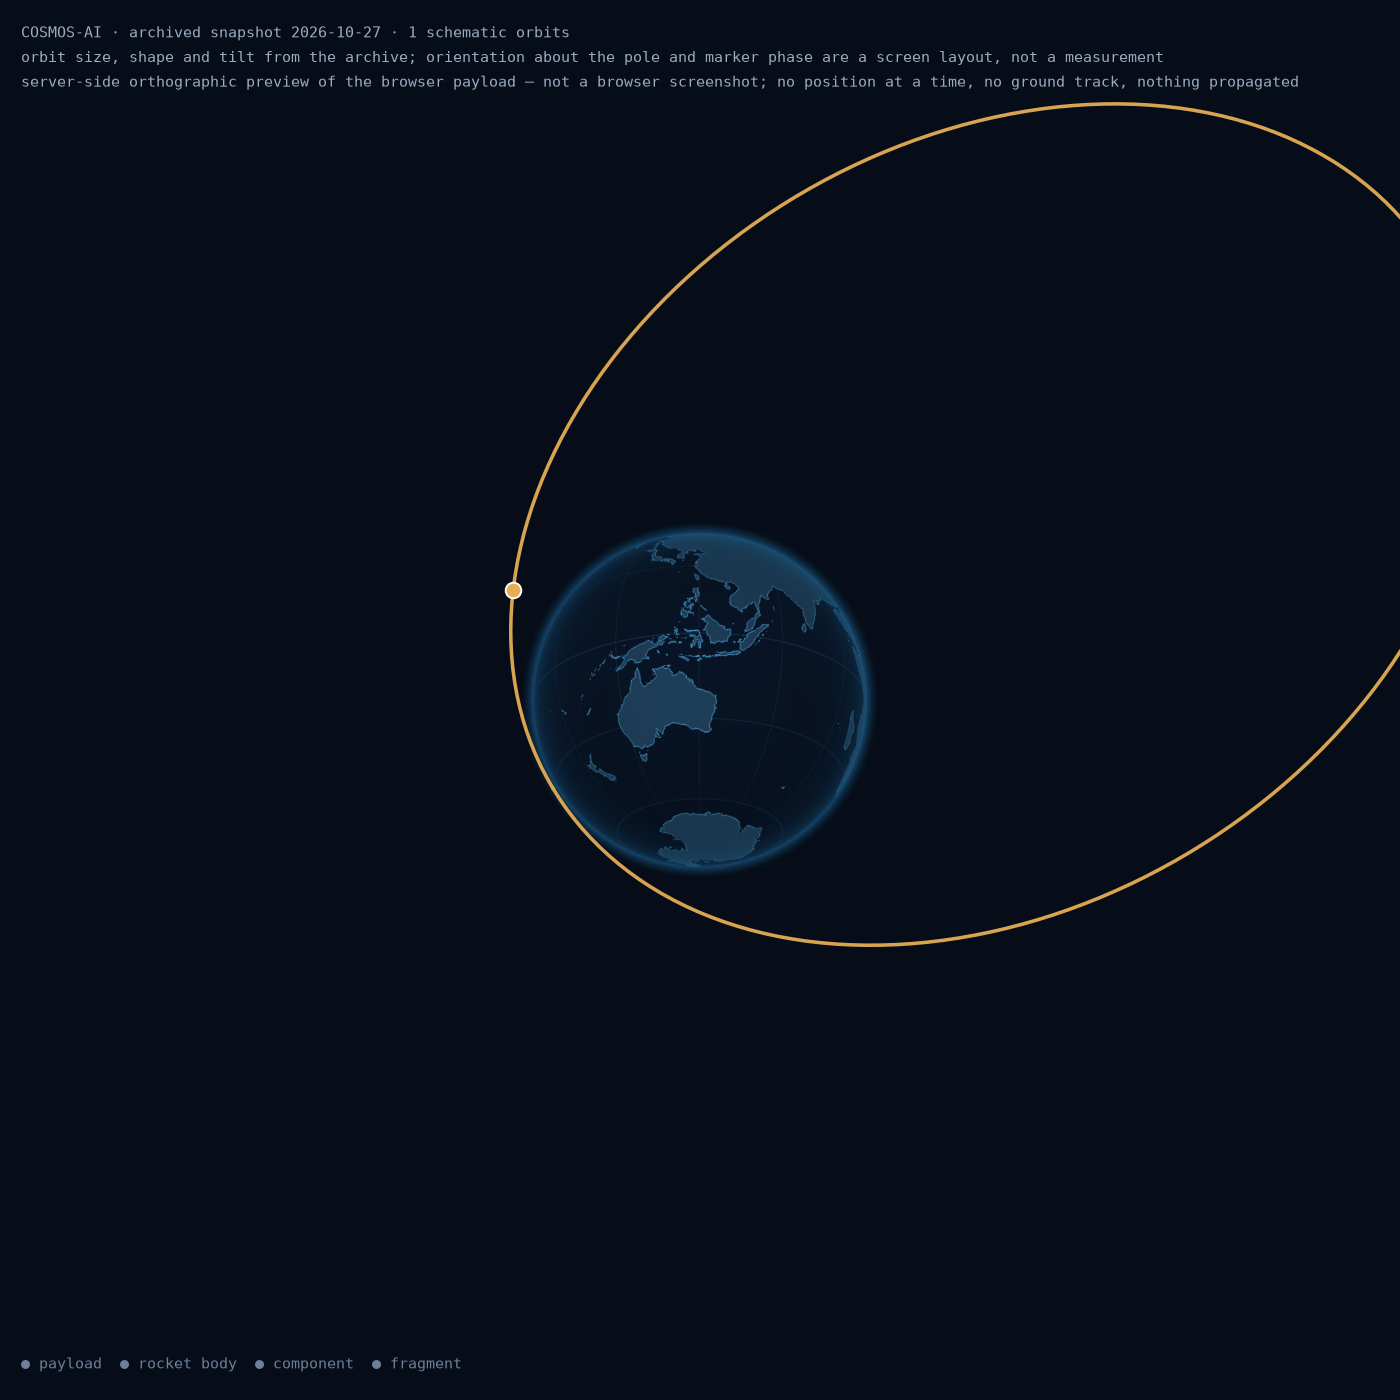 COSMOS-AI · archived snapshot 2026-10-27 · 1 schematic orbits
orbit size, shape and tilt from the archive; orientation about the pole and marker phase are a screen layout, not a measurement
server-side orthographic preview of the browser payload — not a browser screenshot; no position at a time, no ground track, nothing propagated
payload rocket body component fragment